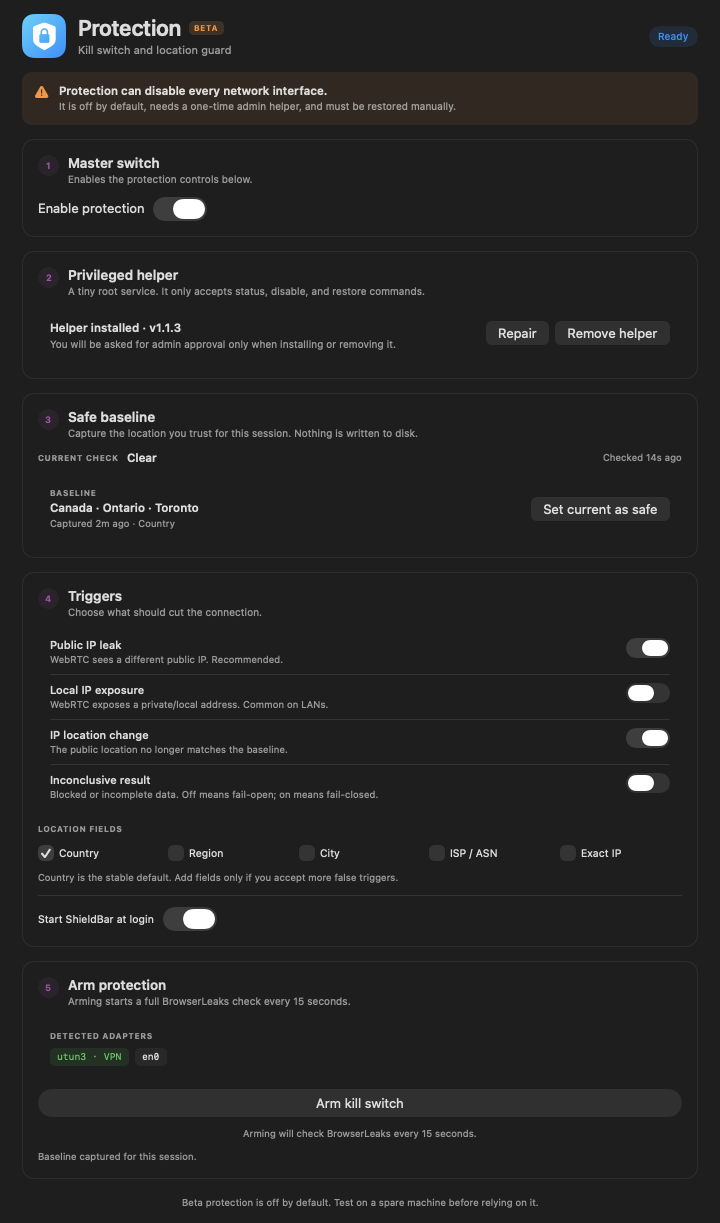 Protection BETA
Kill switch and location guard
Ready
Protection can disable every network interface.
It is off by default, needs a one-time admin helper, and must be restored manually.
1 Master switch
Enables the protection controls below.
Enable protection
2 Privileged helper
A tiny root service. It only accepts status, disable, and restore commands.
Helper installed · v1.1.3
You will be asked for admin approval only when installing or removing it.
Repair Remove helper
3 Safe baseline
Capture the location you trust for this session. Nothing is written to disk.
CURRENT CHECK Clear Checked 14s ago
BASELINE
Canada · Ontario · Toronto
Captured 2m ago · Country
Set current as safe
4 Triggers
Choose what should cut the connection.
Public IP leak
WebRTC sees a different public IP. Recommended.
Local IP exposure
WebRTC exposes a private/local address. Common on LANs.
IP location change
The public location no longer matches the baseline.
Inconclusive result
Blocked or incomplete data. Off means fail-open; on means fail-closed.
LOCATION FIELDS
Country Region City ISP / ASN Exact IP
Country is the stable default. Add fields only if you accept more false triggers.
Start ShieldBar at login
5 Arm protection
Arming starts a full BrowserLeaks check every 15 seconds.
DETECTED ADAPTERS
utun3 · VPN en0
Arm kill switch
Arming will check BrowserLeaks every 15 seconds.
Baseline captured for this session.
Beta protection is off by default. Test on a spare machine before relying on it.